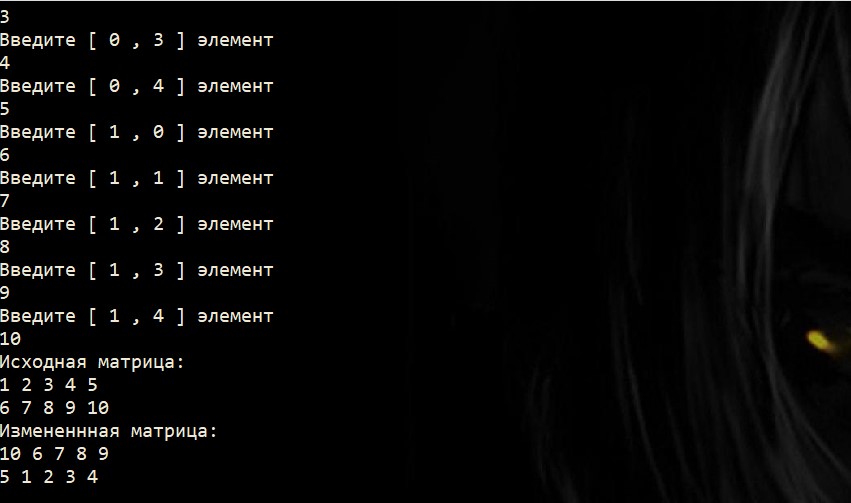 3
Введите [ 0 , 3 ] элемент
4
Введите [ 0 , 4 ] элемент
5
Введите [ 1 , 0 ] элемент
6
Введите [ 1 , 1 ] элемент
7
Введите [ 1 , 2 ] элемент
8
Введите [ 1 , 3 ] элемент
9
Введите [ 1 , 4 ] элемент
10
Исходная матрица:
1 2 3 4 5
6 7 8 9 10
Измененнная матрица:
10 6 7 8 9
5 1 2 3 4